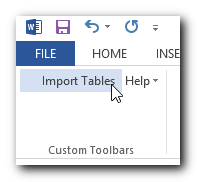 FILE HOME INSE
Import Tables Help
Custom Toolbars